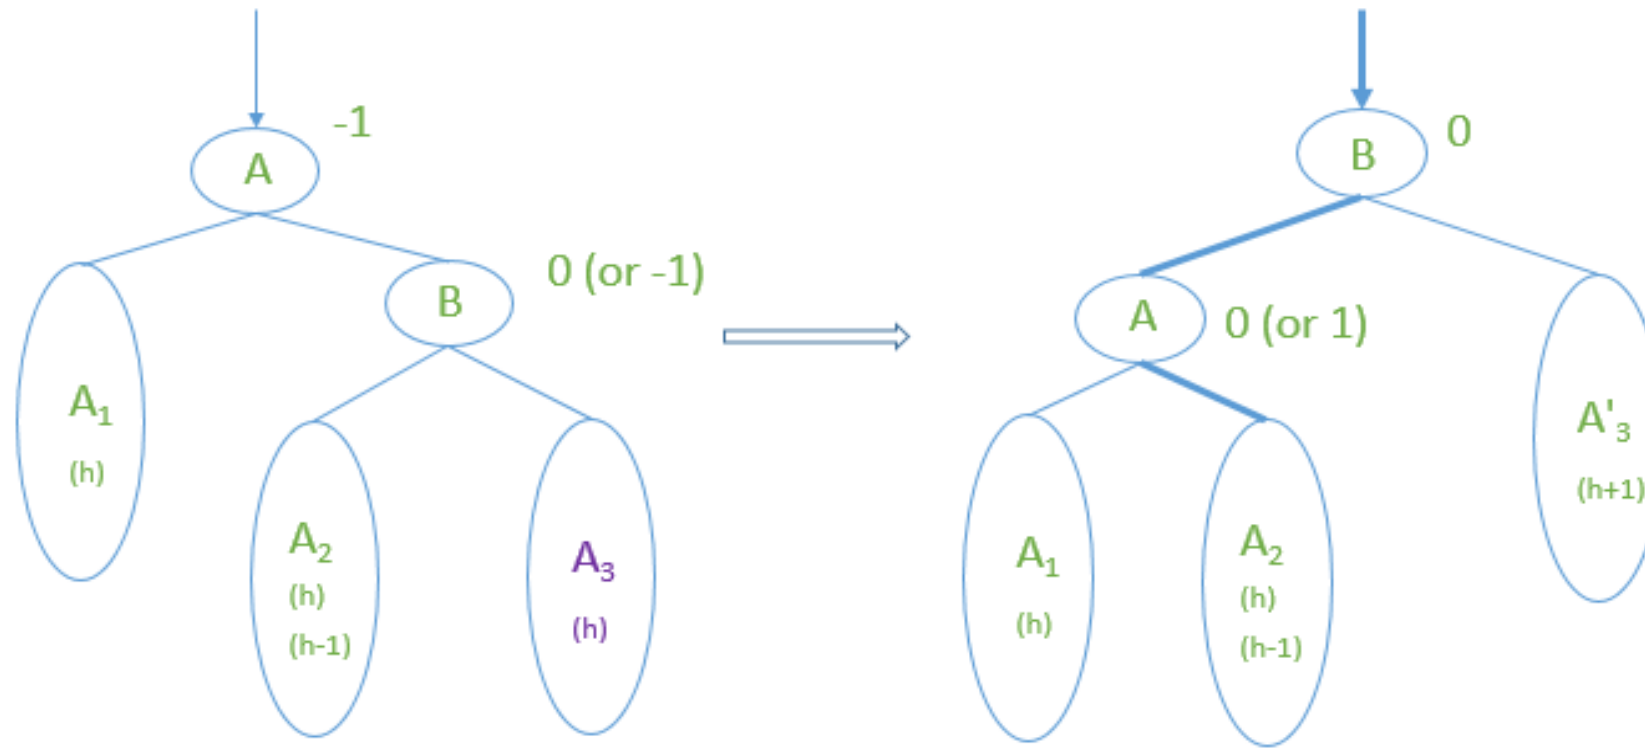 -1
A
0 (or -1)
B
A₁
(h)
A₂
(h)
(h-1)
A₃
(h)
B
0
A
0 (or 1)
A'₃
(h+1)
A₁
(h)
A₂
(h)
(h-1)